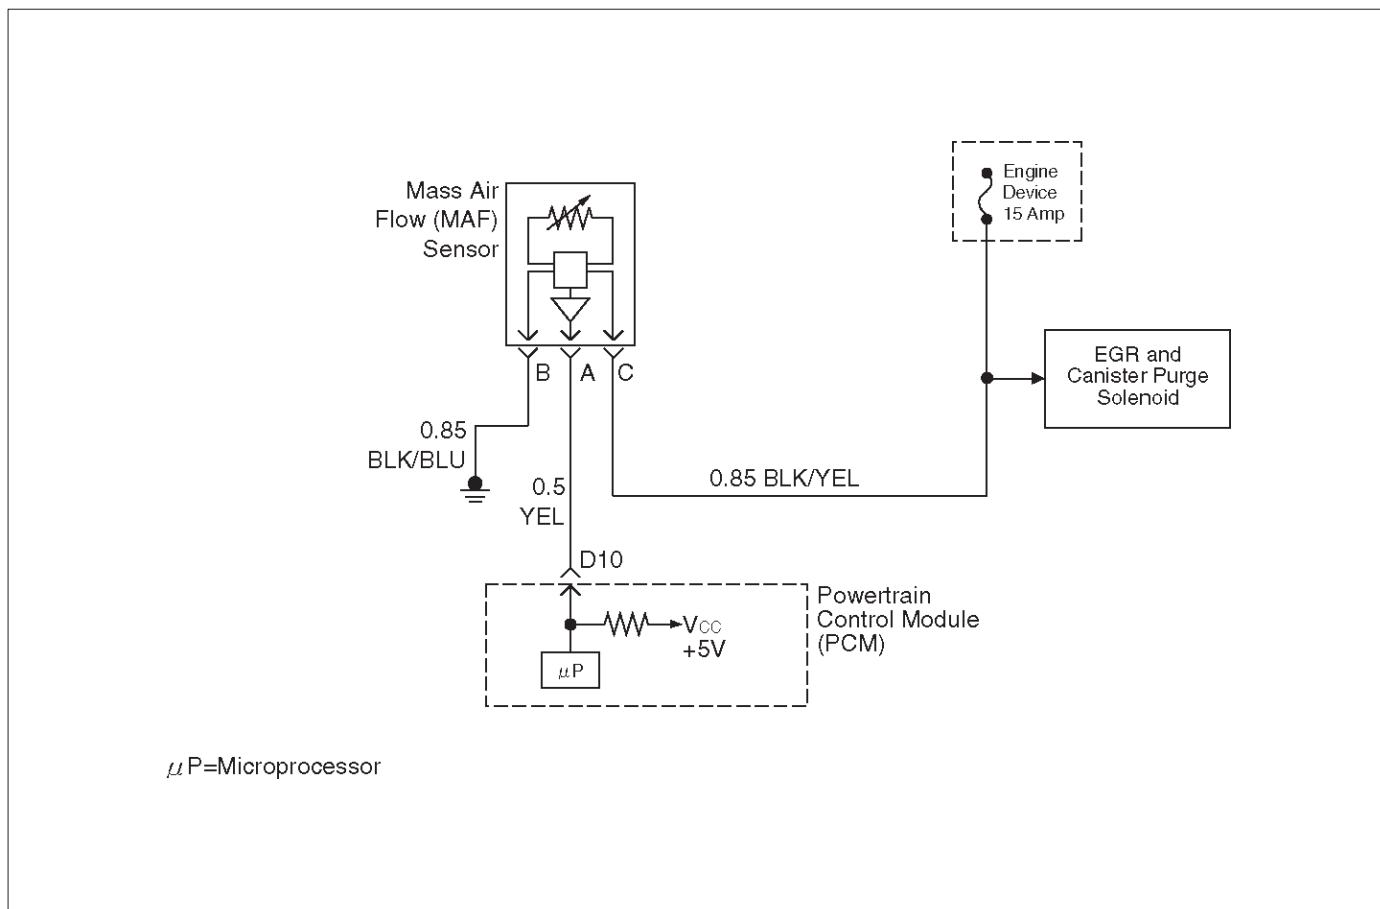 Mass Air
Flow (MAF)
Sensor
Engine
Device
15 Amp
B
A
C
EGR and
Canister Purge
Solenoid
0.85
BLK/BLU
0.5
YEL
0.85 BLK/YEL
D10
Powertrain
Control Module
(PCM)
VCC
+5V
μP
μP=Microprocessor